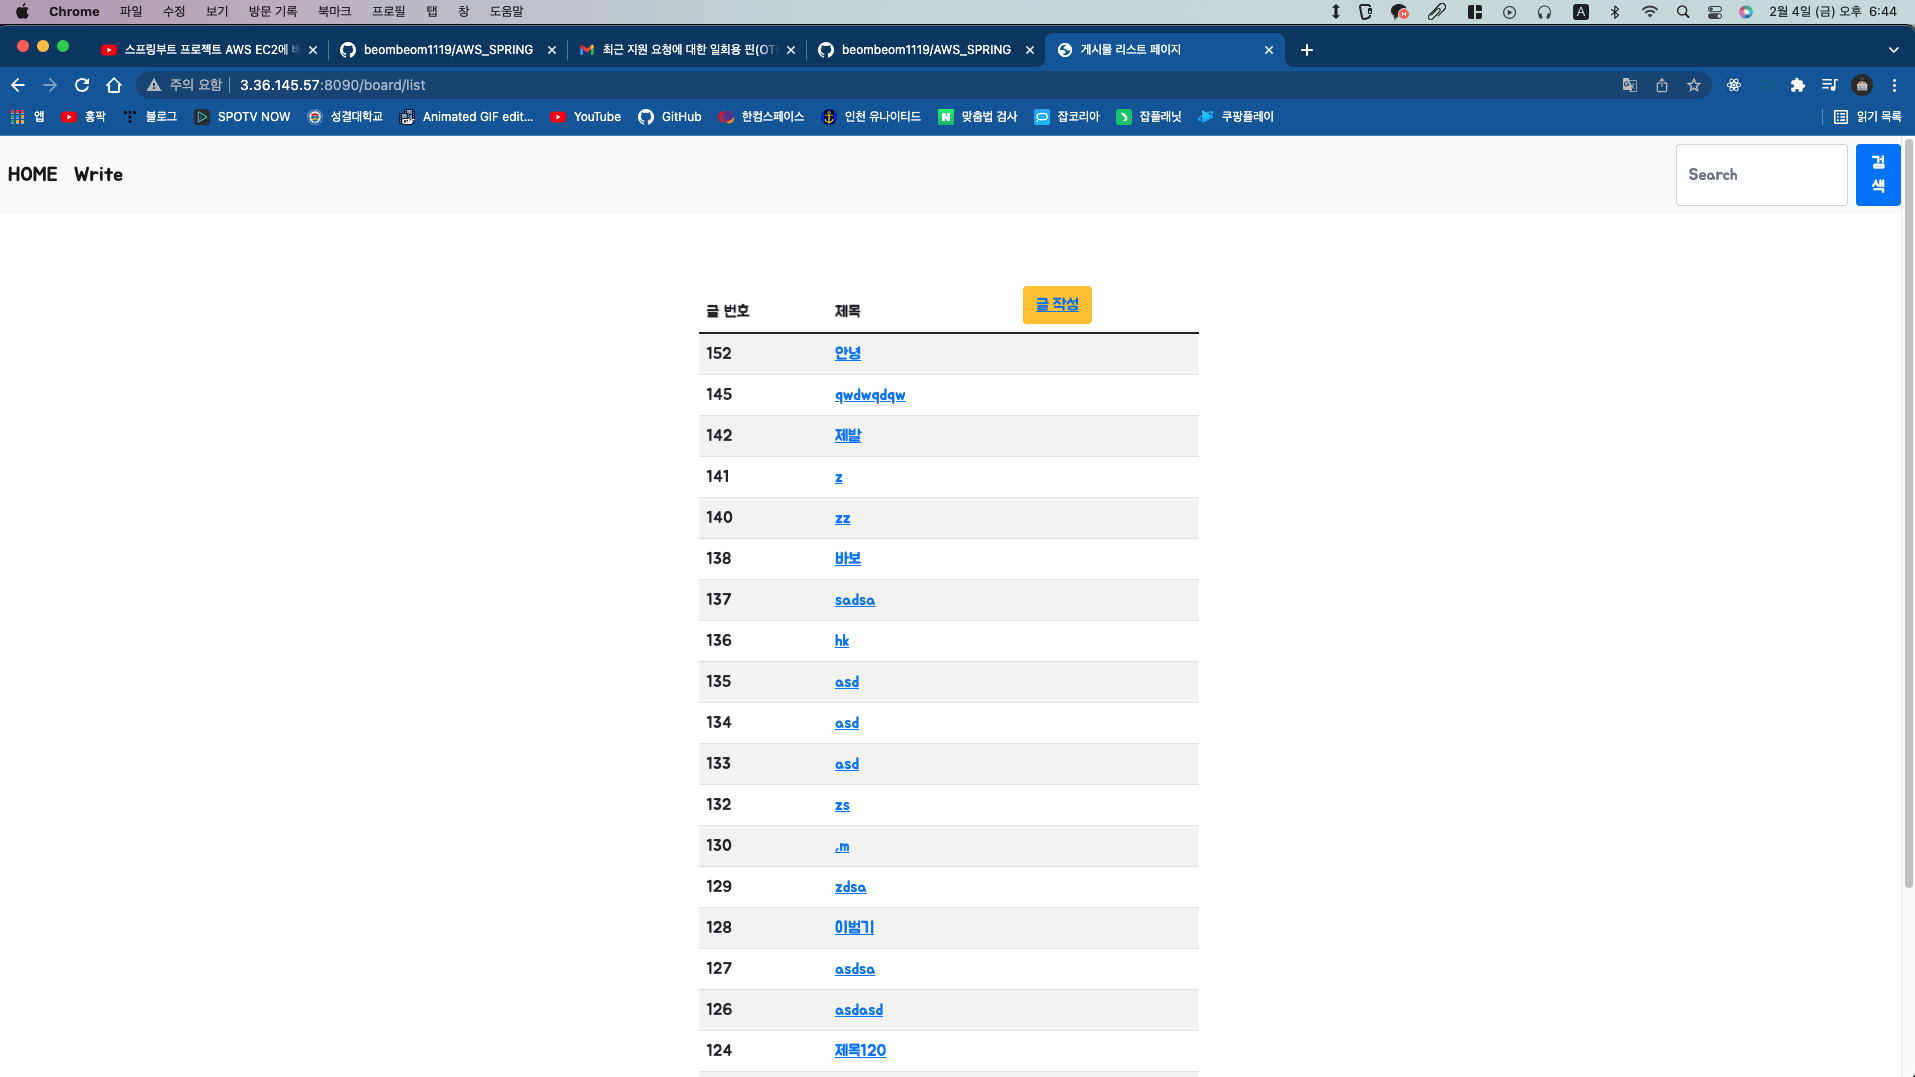 Chrome 파일 수정 보기 방문 기록 북마크 프로필 탭 창 도움말 A 2월 4일 (금) 오후 6:44
스프링부트 프로젝트 AWS EC2에 beombeom1119/AWS_SPRING 최근 지원 요청에 대한 일회용 핀(OT beombeom1119/AWS_SPRING 게시물 리스트 페이지
주의 요함 3.36.145.57:8090/board/list
앱 홍팍 블로그 SPOTV NOW 성결대학교 Animated GIF edit... YouTube GitHub 한컴스페이스 인천 유나이티드 N 맞춤법 검사 잡코리아 잡플래닛 쿠팡플레이 읽기 목록
HOME Write Search 검색
글 번호 제목 글 작성
152 안녕
145 qwdwqdqw
142 제발
141 z
140 zz
138 바보
137 sadsa
136 hk
135 asd
134 asd
133 asd
132 zs
130 ,m
129 zdsa
128 이범기
127 asdsa
126 asdasd
124 제목120